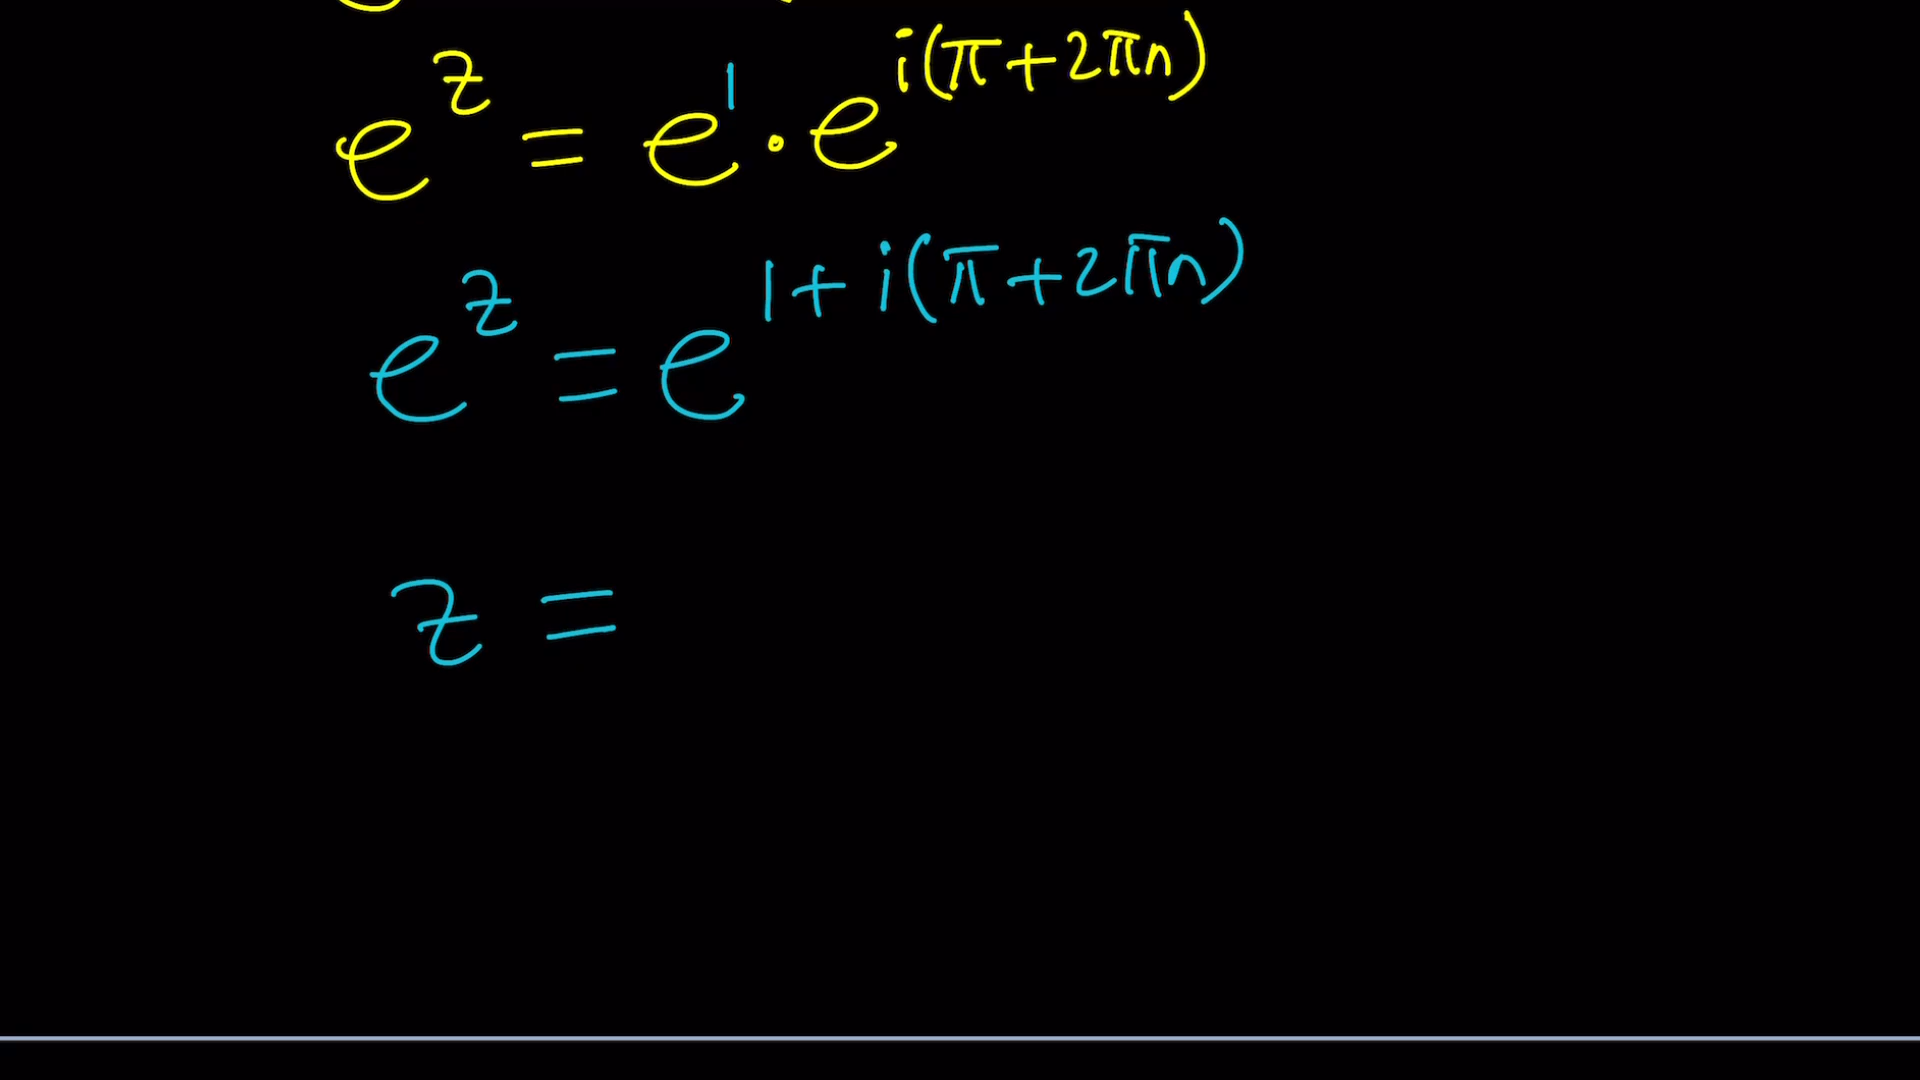 e^z = e^1 · e^{i(π+2πn)}
e^z = e^{1+i(π+2πn)}
z =